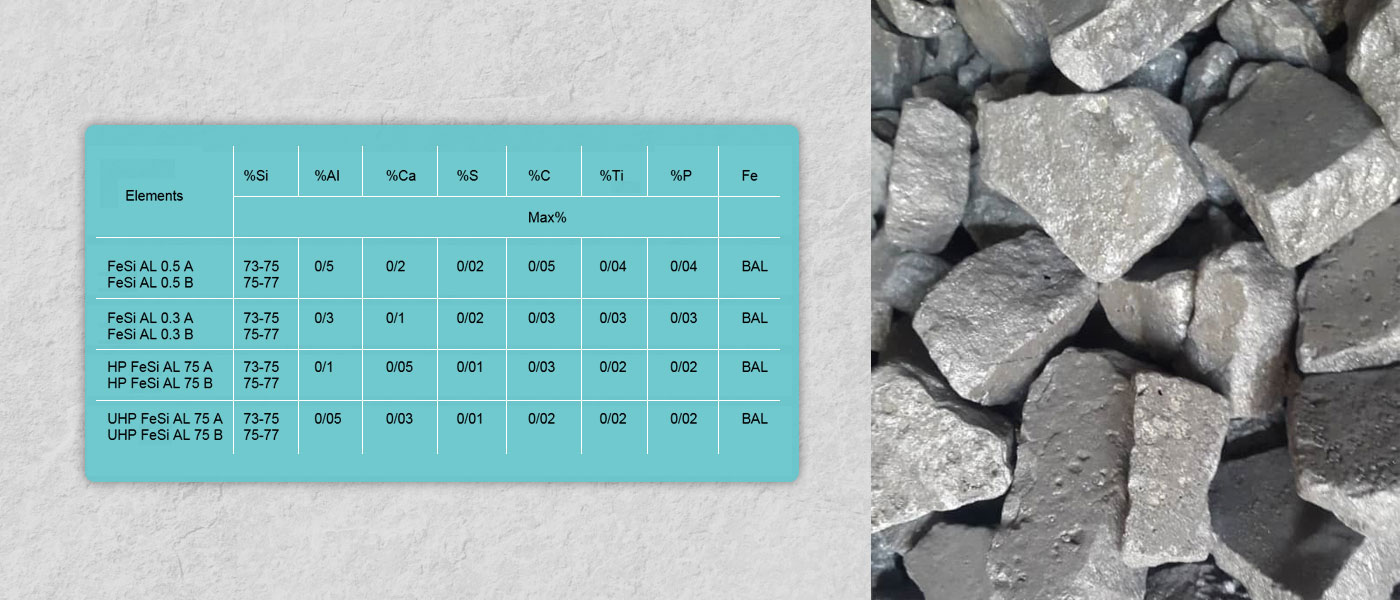 Elements %Si %Al %Ca %S %C %Ti %P Fe
Max%
FeSi AL 0.5 A 73-75 0/5 0/2 0/02 0/05 0/04 0/04 BAL
FeSi AL 0.5 B 75-77
FeSi AL 0.3 A 73-75 0/3 0/1 0/02 0/03 0/03 0/03 BAL
FeSi AL 0.3 B 75-77
HP FeSi AL 75 A 73-75 0/1 0/05 0/01 0/03 0/02 0/02 BAL
HP FeSi AL 75 B 75-77
UHP FeSi AL 75 A 73-75 0/05 0/03 0/01 0/02 0/02 0/02 BAL
UHP FeSi AL 75 B 75-77